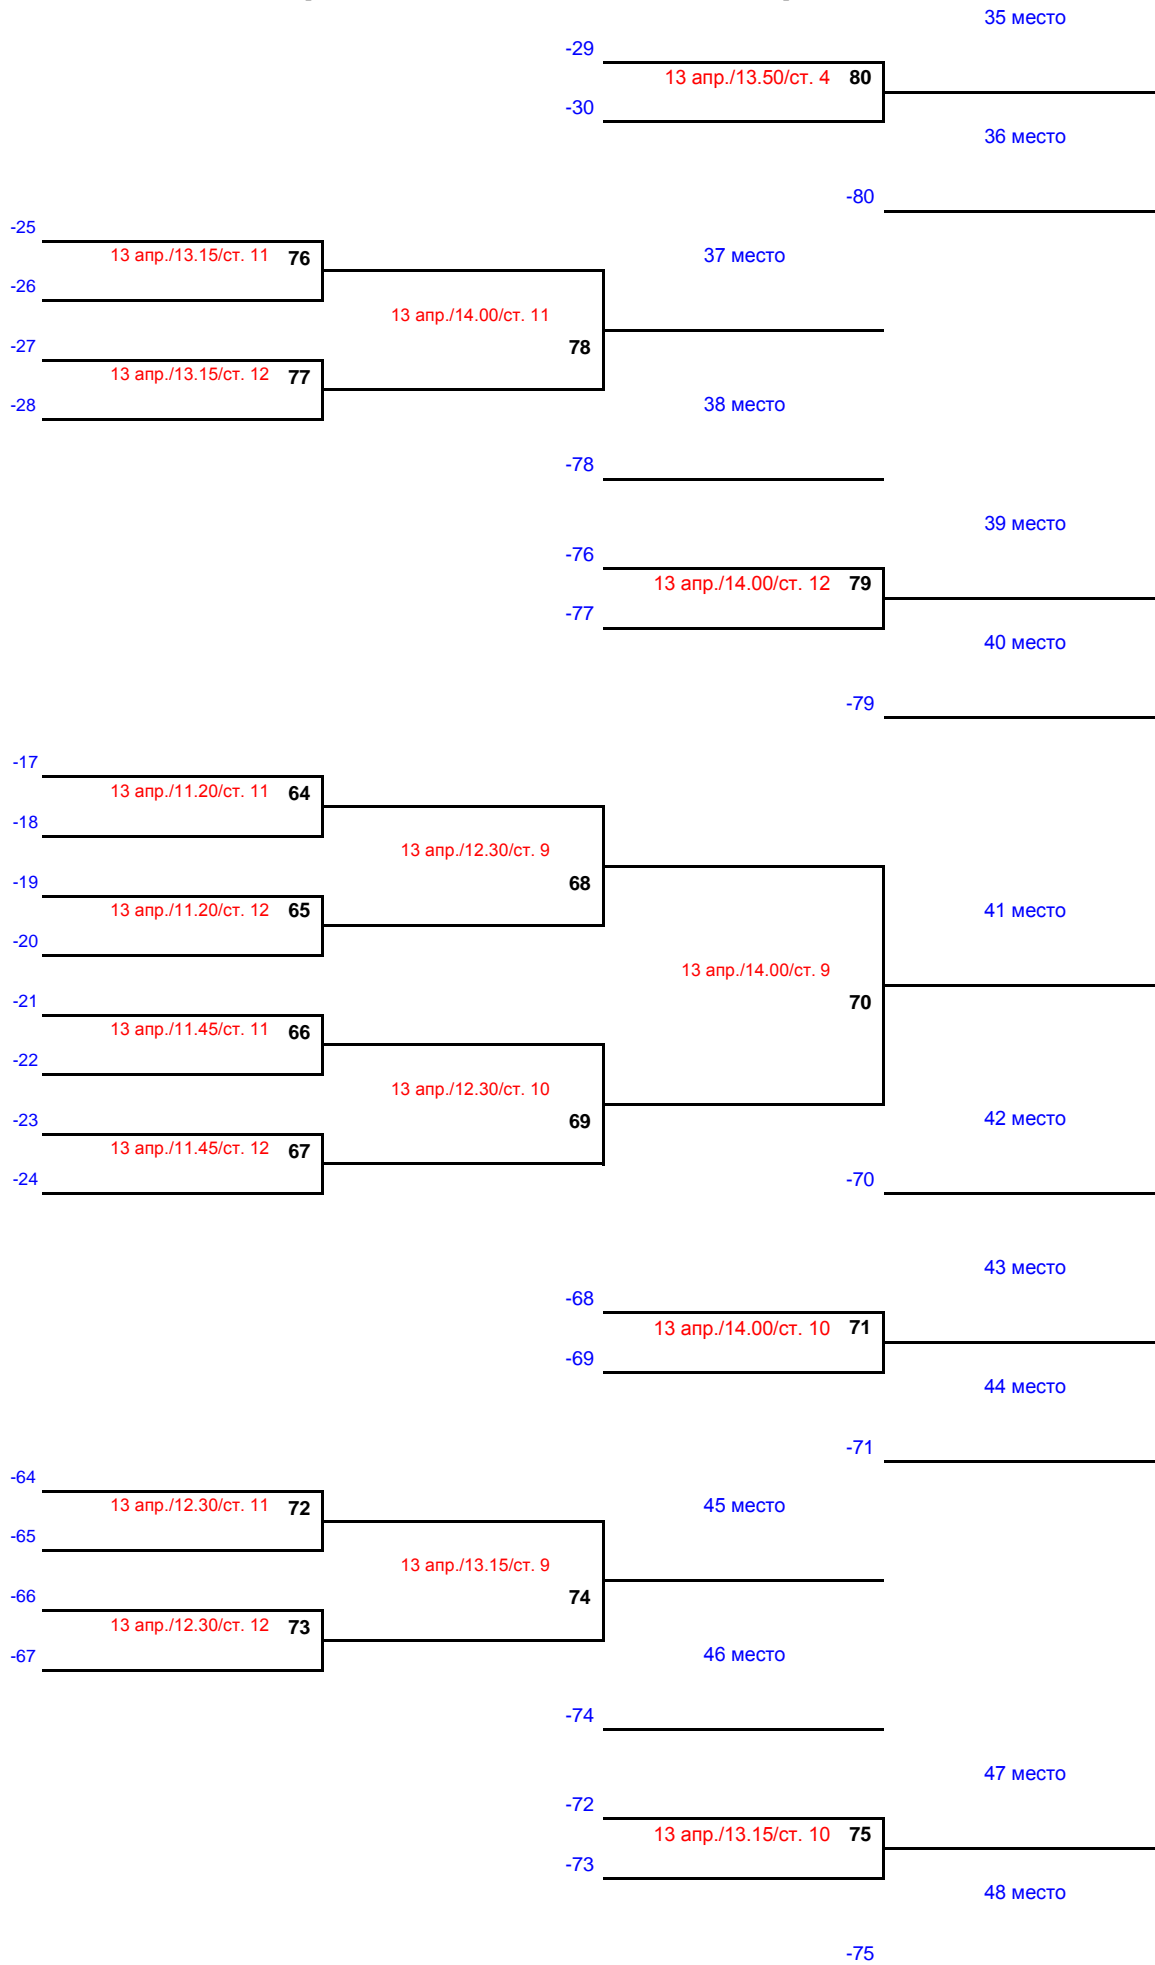 35 место
-29
13 апр./13.50/ст. 4 80
-30
36 место
-80
-25
13 апр./13.15/ст. 11 76
37 место
-26
13 апр./14.00/ст. 11
-27
78
13 апр./13.15/ст. 12 77
-28
38 место
-78
39 место
-76
13 апр./14.00/ст. 12 79
-77
40 место
-79
-17
13 апр./11.20/ст. 11 64
-18
13 апр./12.30/ст. 9
-19
68
13 апр./11.20/ст. 12 65
41 место
-20
13 апр./14.00/ст. 9
-21
70
13 апр./11.45/ст. 11 66
-22
13 апр./12.30/ст. 10
-23
69
42 место
13 апр./11.45/ст. 12 67
-24
-70
43 место
-68
13 апр./14.00/ст. 10 71
-69
44 место
-71
-64
13 апр./12.30/ст. 11 72
45 место
-65
13 апр./13.15/ст. 9
-66
74
13 апр./12.30/ст. 12 73
-67
46 место
-74
47 место
-72
13 апр./13.15/ст. 10 75
-73
48 место
-75